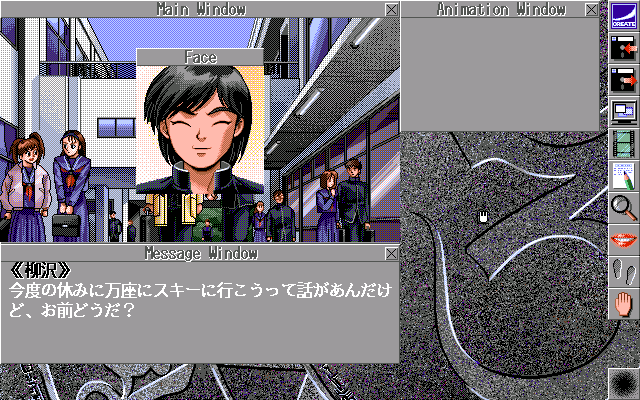 Main Window
Animation Window
CREATE
Face
Message Window
《柳沢》
今度の休みに万座にスキーに行こうって話があんだけ
ど、お前どうだ？